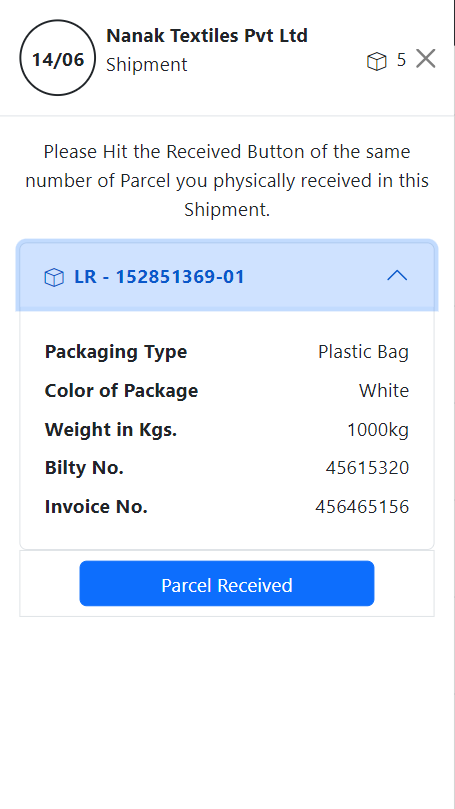 14/06
Nanak Textiles Pvt Ltd
Shipment
5
Please Hit the Received Button of the same
number of Parcel you physically received in this
Shipment.
LR - 152851369-01
Packaging Type Plastic Bag
Color of Package White
Weight in Kgs. 1000kg
Bilty No. 45615320
Invoice No. 456465156
Parcel Received